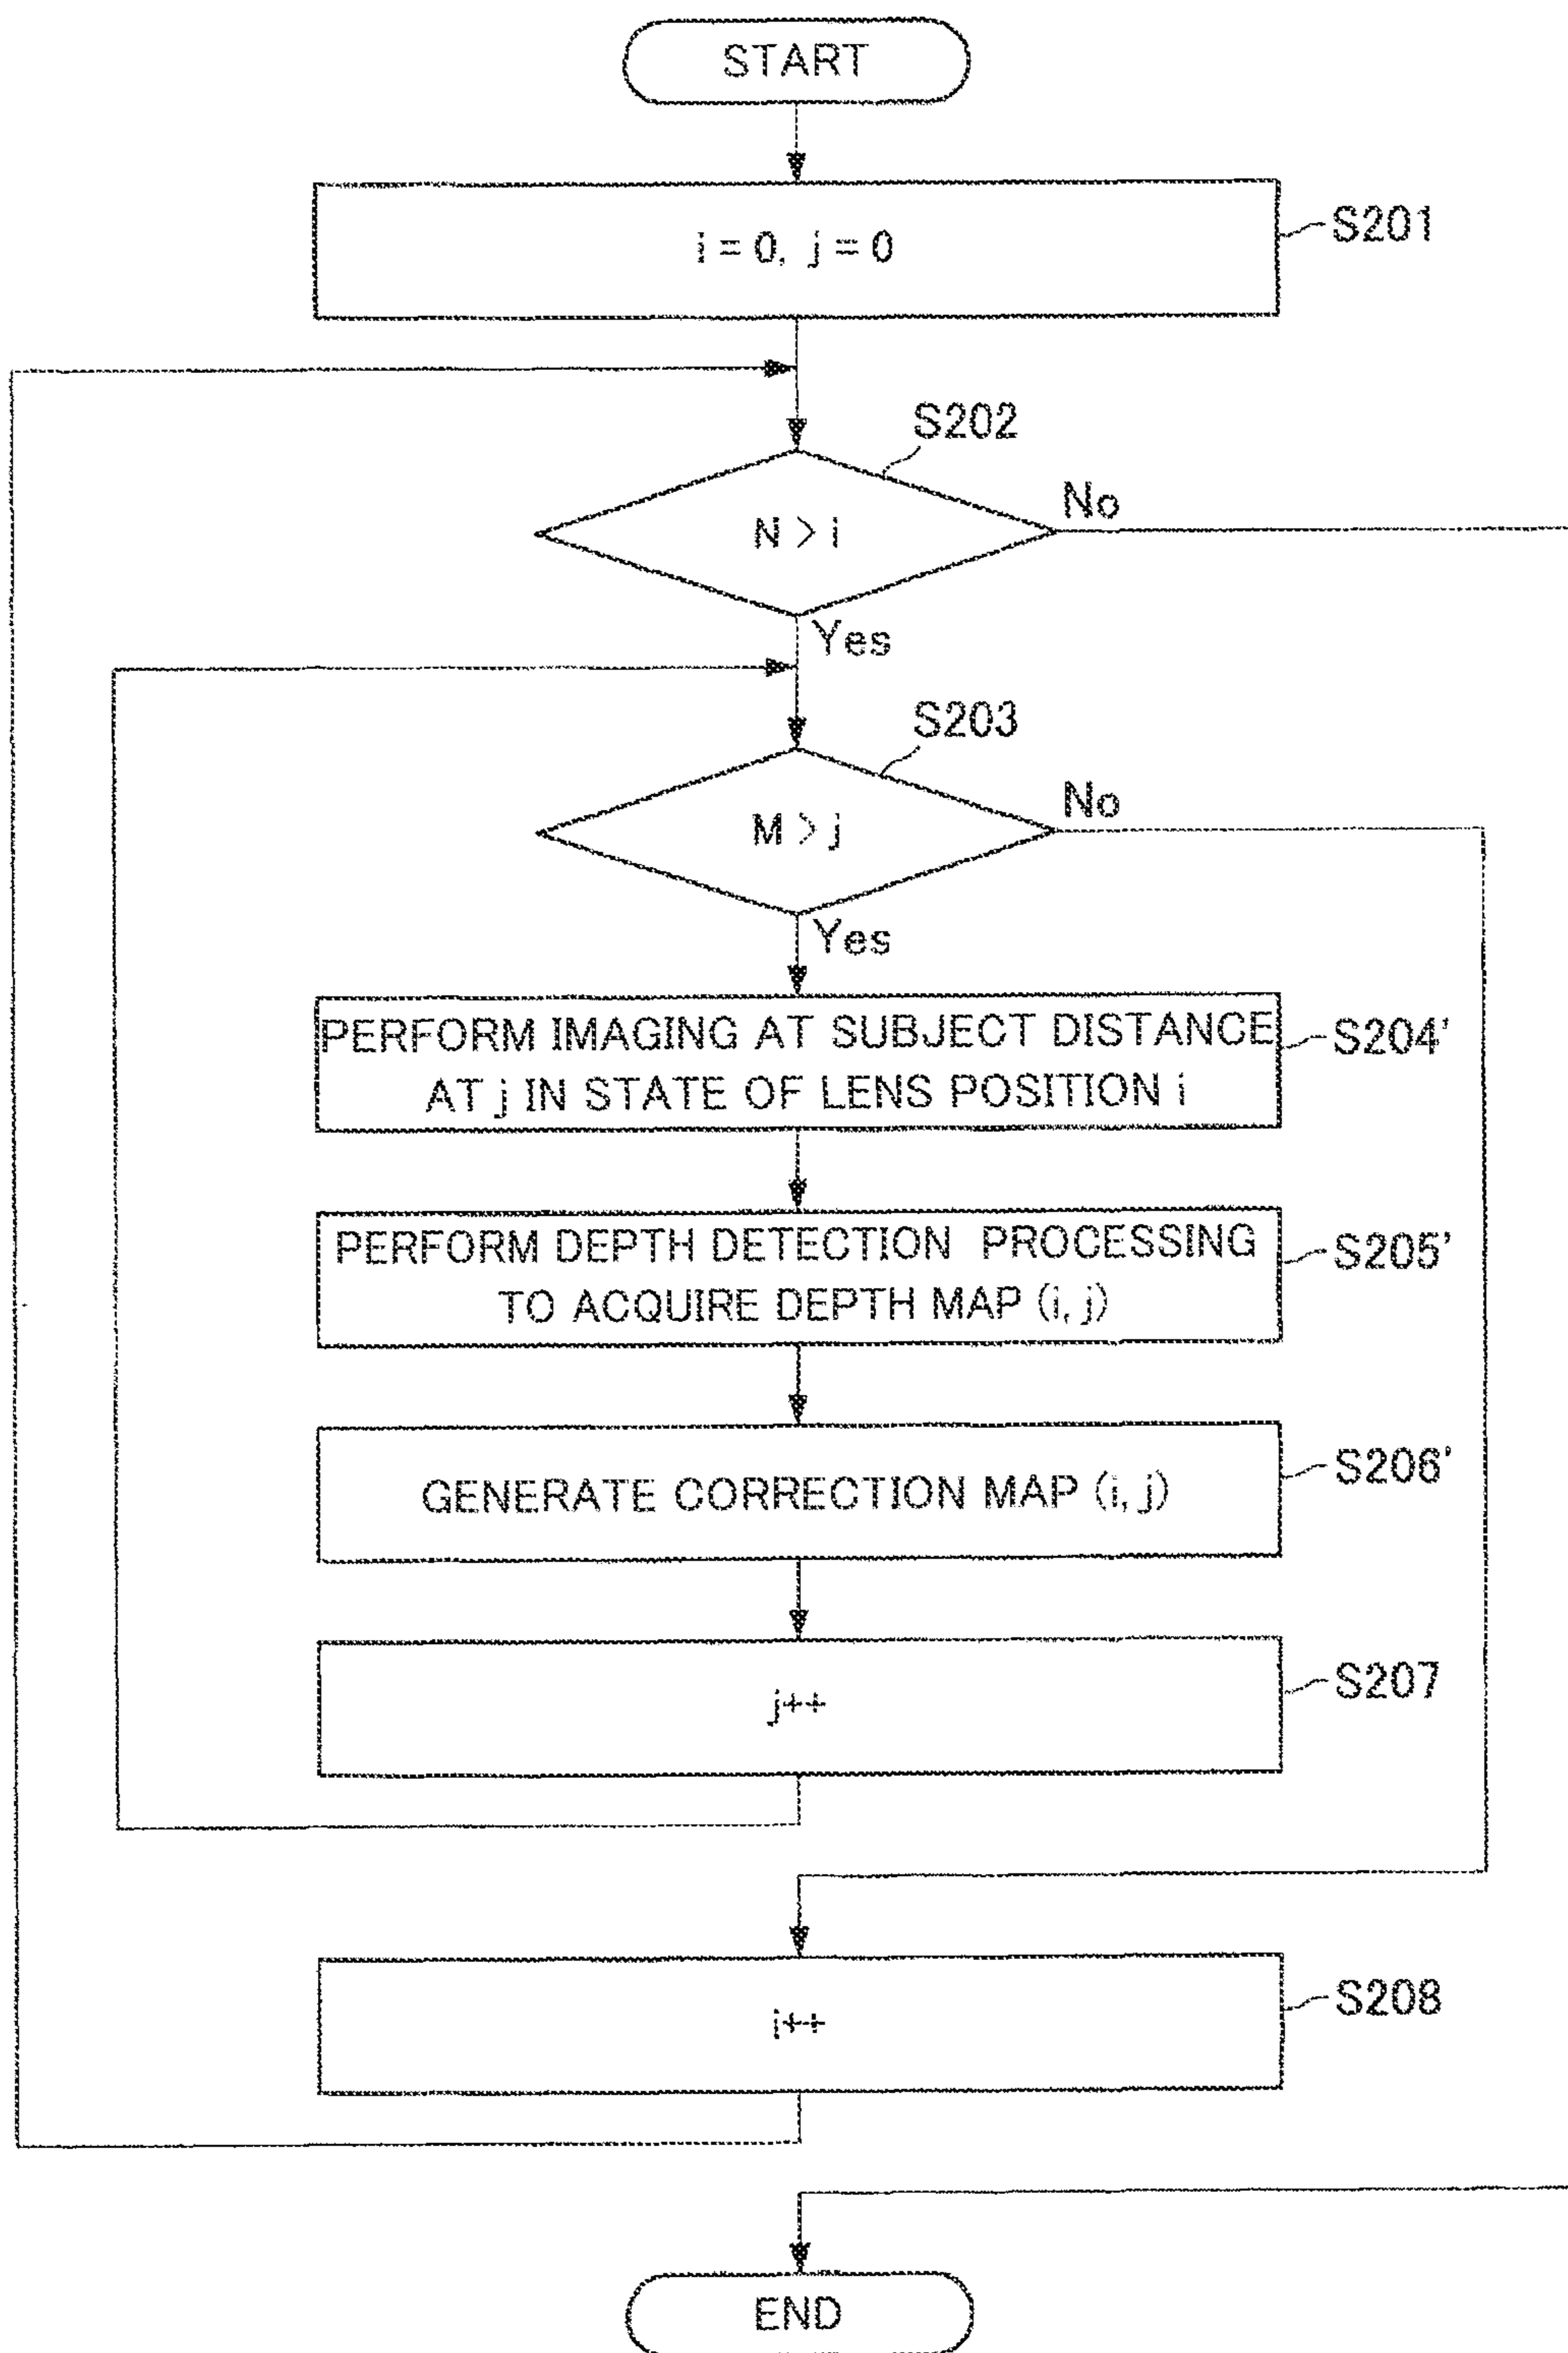 START
i = 0, j = 0
S201
S202
N > i
No
Yes
S203
M > j
No
Yes
PERFORM IMAGING AT SUBJECT DISTANCE
AT j IN STATE OF LENS POSITION i
S204'
PERFORM DEPTH DETECTION PROCESSING
TO ACQUIRE DEPTH MAP (i, j)
S205'
GENERATE CORRECTION MAP (i, j)
S206'
j++
S207
i++
S208
END